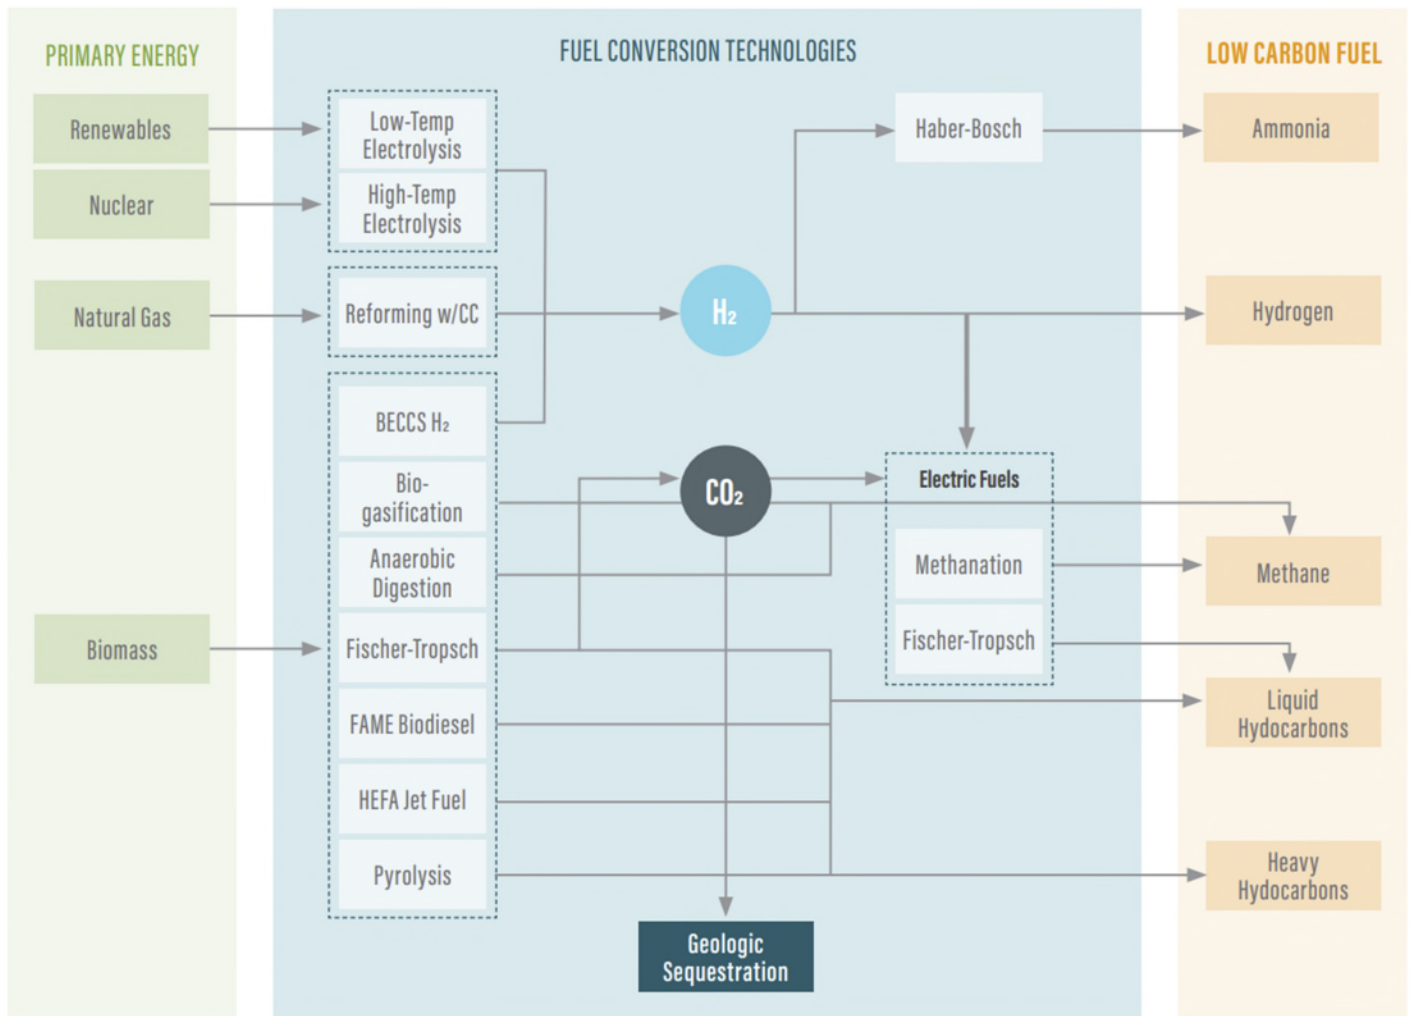 PRIMARY ENERGY
FUEL CONVERSION TECHNOLOGIES
LOW CARBON FUEL
Renewables
Nuclear
Natural Gas
Biomass
Low-Temp
Electrolysis
High-Temp
Electrolysis
Reforming w/CC
BECCS H₂
Bio-
gasification
Anaerobic
Digestion
Fischer-Tropsch
FAME Biodiesel
HEFA Jet Fuel
Pyrolysis
H₂
CO₂
Geologic
Sequestration
Haber-Bosch
Electric Fuels
Methanation
Fischer-Tropsch
Ammonia
Hydrogen
Methane
Liquid
Hydocarbons
Heavy
Hydocarbons